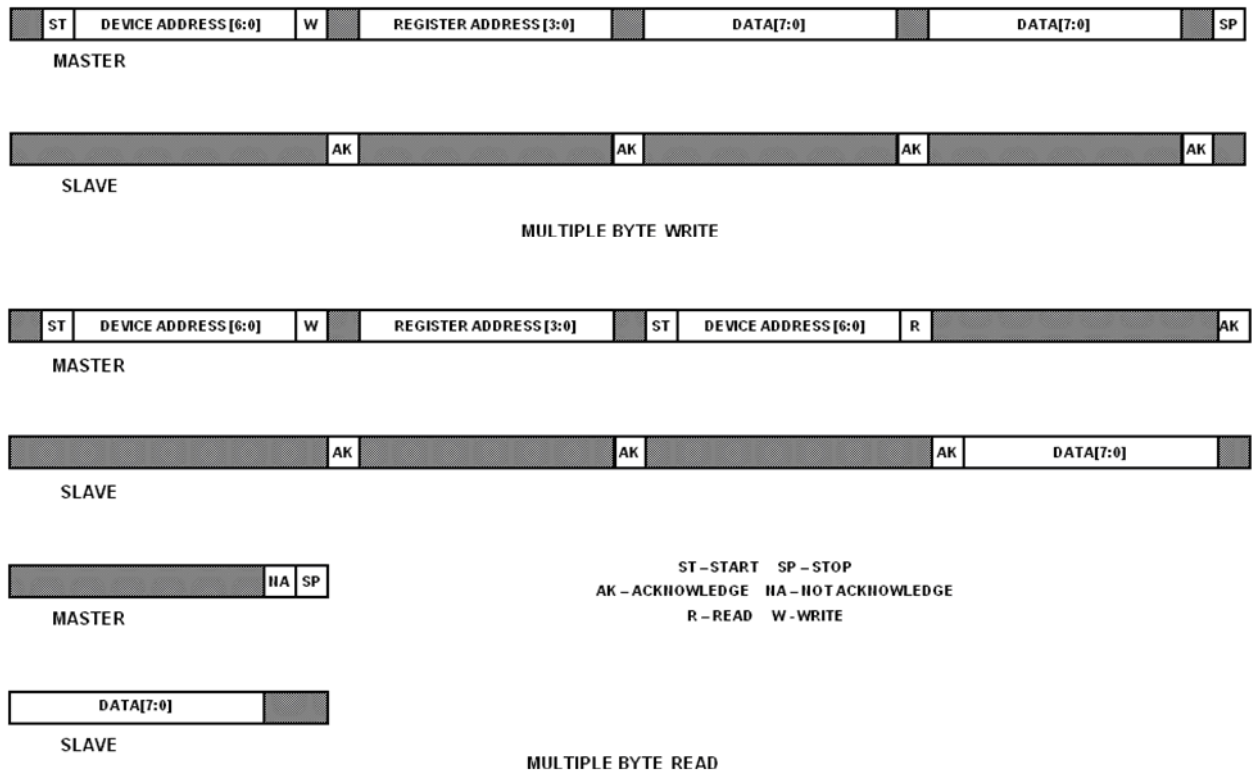 ST DEVICE ADDRESS [6:0] W REGISTER ADDRESS [3:0] DATA[7:0] DATA[7:0] SP
MASTER
AK AK AK AK
SLAVE
MULTIPLE BYTE WRITE
ST DEVICE ADDRESS [6:0] W REGISTER ADDRESS [3:0] ST DEVICE ADDRESS [6:0] R AK
MASTER
AK AK AK DATA[7:0]
SLAVE
NA SP
MASTER
ST – START SP – STOP
AK – ACKNOWLEDGE NA – NOT ACKNOWLEDGE
R – READ W - WRITE
DATA[7:0]
SLAVE
MULTIPLE BYTE READ